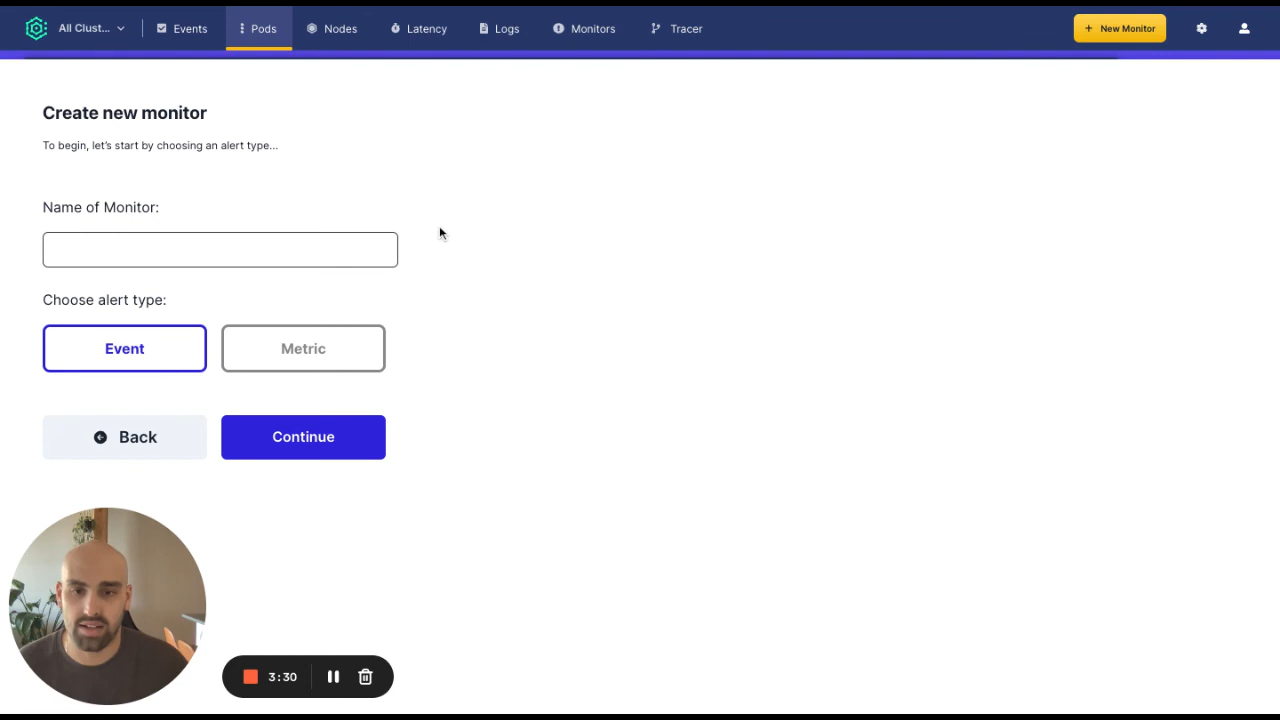 All Clust... Events Pods Nodes Latency Logs Monitors Tracer + New Monitor
Create new monitor
To begin, let's start by choosing an alert type...
Name of Monitor:
Choose alert type:
Event Metric
Back Continue
3:30